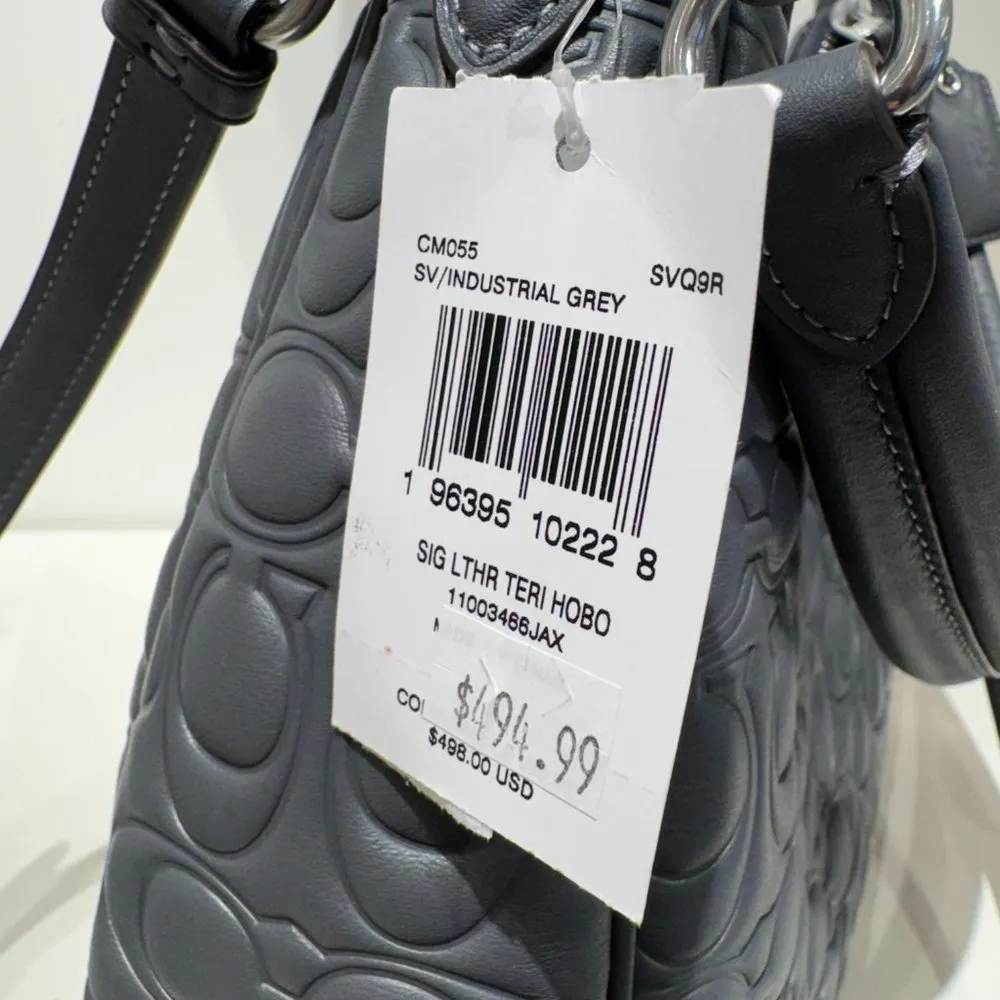 CM055
SV/INDUSTRIAL GREY SVQ9R
1 96395 10222 8
SIG LTHR TERI HOBO
11003466JAX
$494.99
$498.00 USD